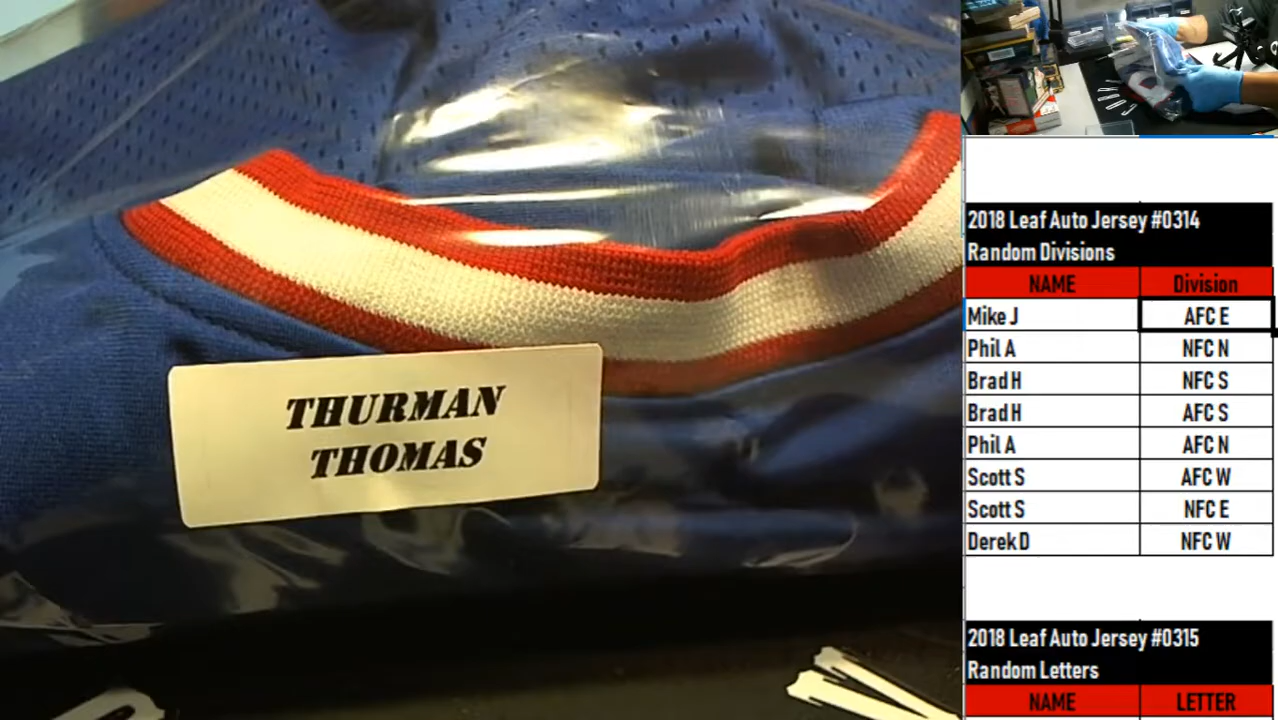 THURMAN
THOMAS
2018 Leaf Auto Jersey #0314
Random Divisions
NAME Division
Mike J AFC E
Phil A NFC N
Brad H NFC S
Brad H AFC S
Phil A AFC N
Scott S AFC W
Scott S NFC E
Derek D NFC W
2018 Leaf Auto Jersey #0315
Random Letters
NAME LETTER